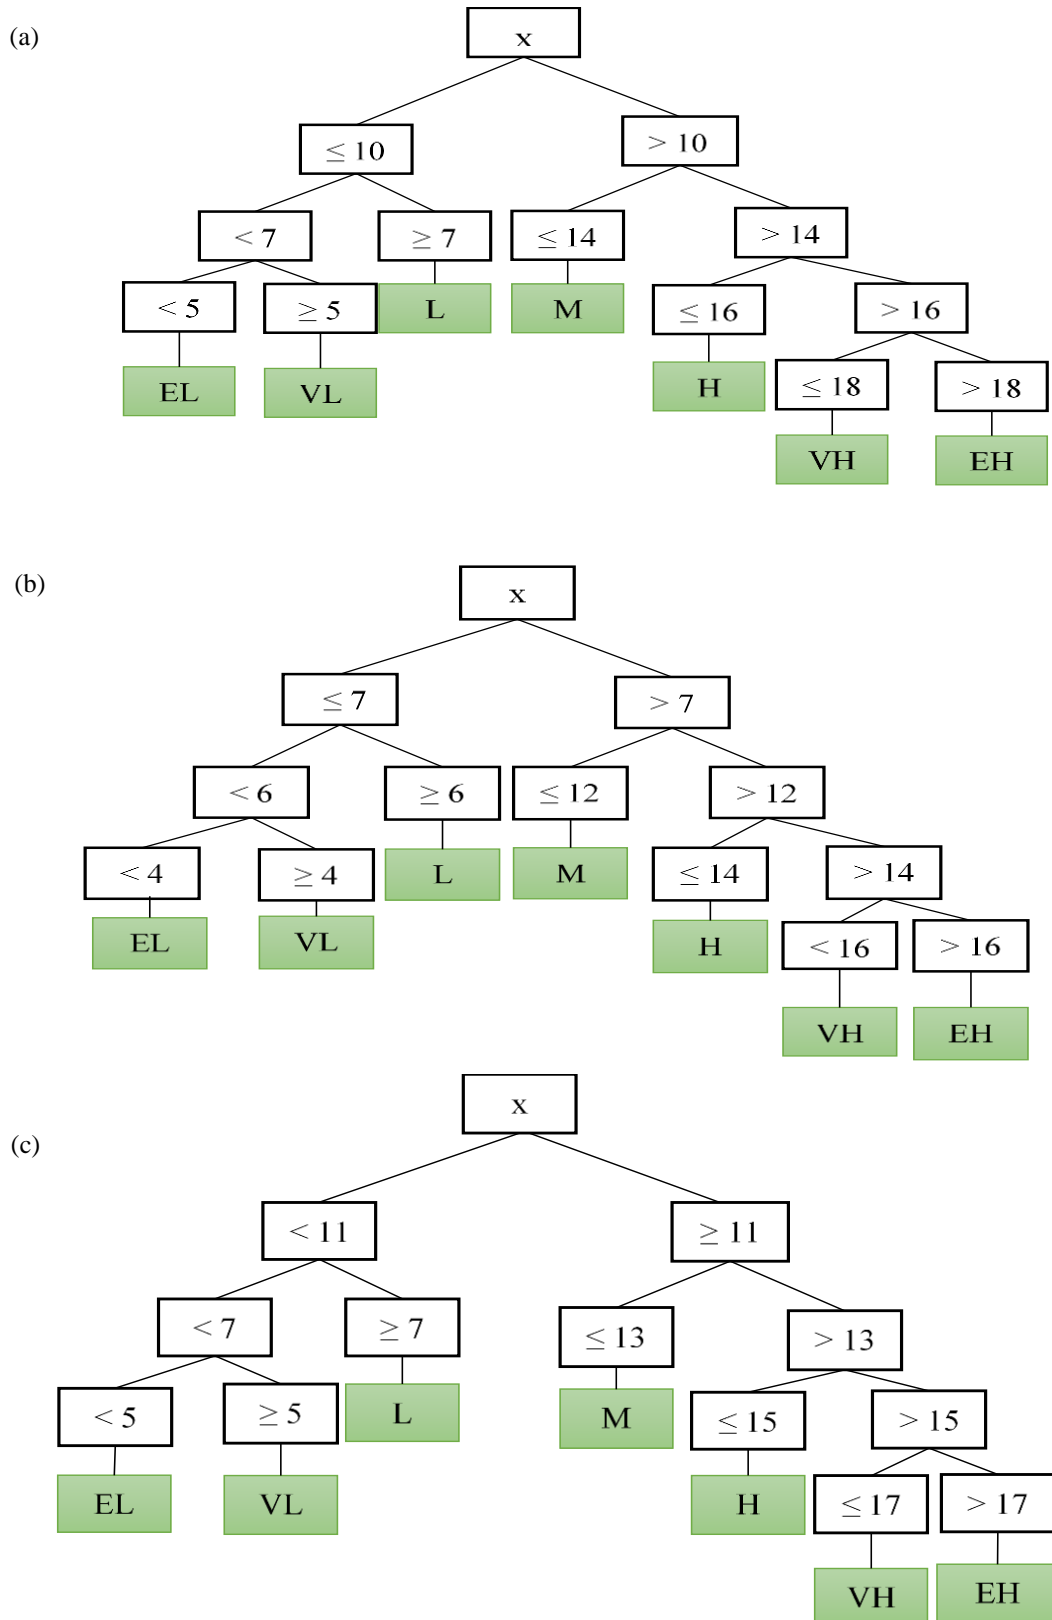 (a)
x
≤ 10
> 10
< 7
≥ 7
≤ 14
> 14
< 5
≥ 5
L
M
≤ 16
> 16
EL
VL
H
≤ 18
> 18
VH
EH
(b)
x
≤ 7
> 7
< 6
≥ 6
≤ 12
> 12
< 4
≥ 4
L
M
≤ 14
> 14
EL
VL
H
< 16
> 16
VH
EH
x
(c)
< 11
≥ 11
< 7
≥ 7
≤ 13
> 13
< 5
≥ 5
L
M
≤ 15
> 15
EL
VL
H
≤ 17
> 17
VH
EH